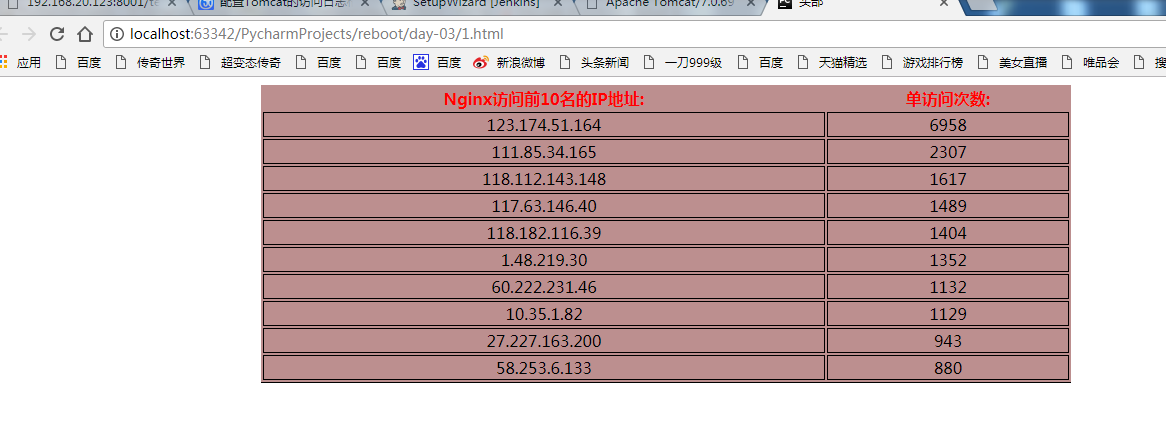 192.168.20.123:8001/te
配置Tomcat的访问日志
SetupWizard [Jenkins]
Apache Tomcat/7.0.69
头部
localhost:63342/PycharmProjects/reboot/day-03/1.html
应用 百度 传奇世界 超变态传奇 百度 百度 百度 新浪微博 头条新闻 一刀999级 百度 天猫精选 游戏排行榜 美女直播 唯品会 搜
Nginx访问前10名的IP地址: 单访问次数:
123.174.51.164 6958
111.85.34.165 2307
118.112.143.148 1617
117.63.146.40 1489
118.182.116.39 1404
1.48.219.30 1352
60.222.231.46 1132
10.35.1.82 1129
27.227.163.200 943
58.253.6.133 880